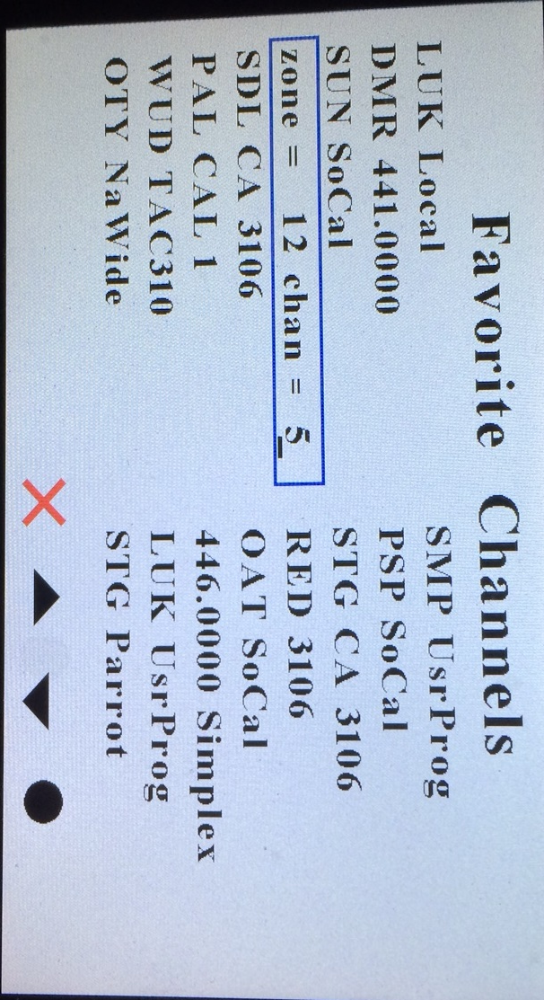 Favorite Channels
LUK Local
DMR 441.0000
SUN SoCal
zone = 12 chan = 5
SDL CA 3106
PAL CAL 1
WUD TAC310
OTY NaWide
SMP UsrProg
PSP SoCal
STG CA 3106
RED 3106
OAT SoCal
446.0000 Simplex
LUK UsrProg
STG Parrot